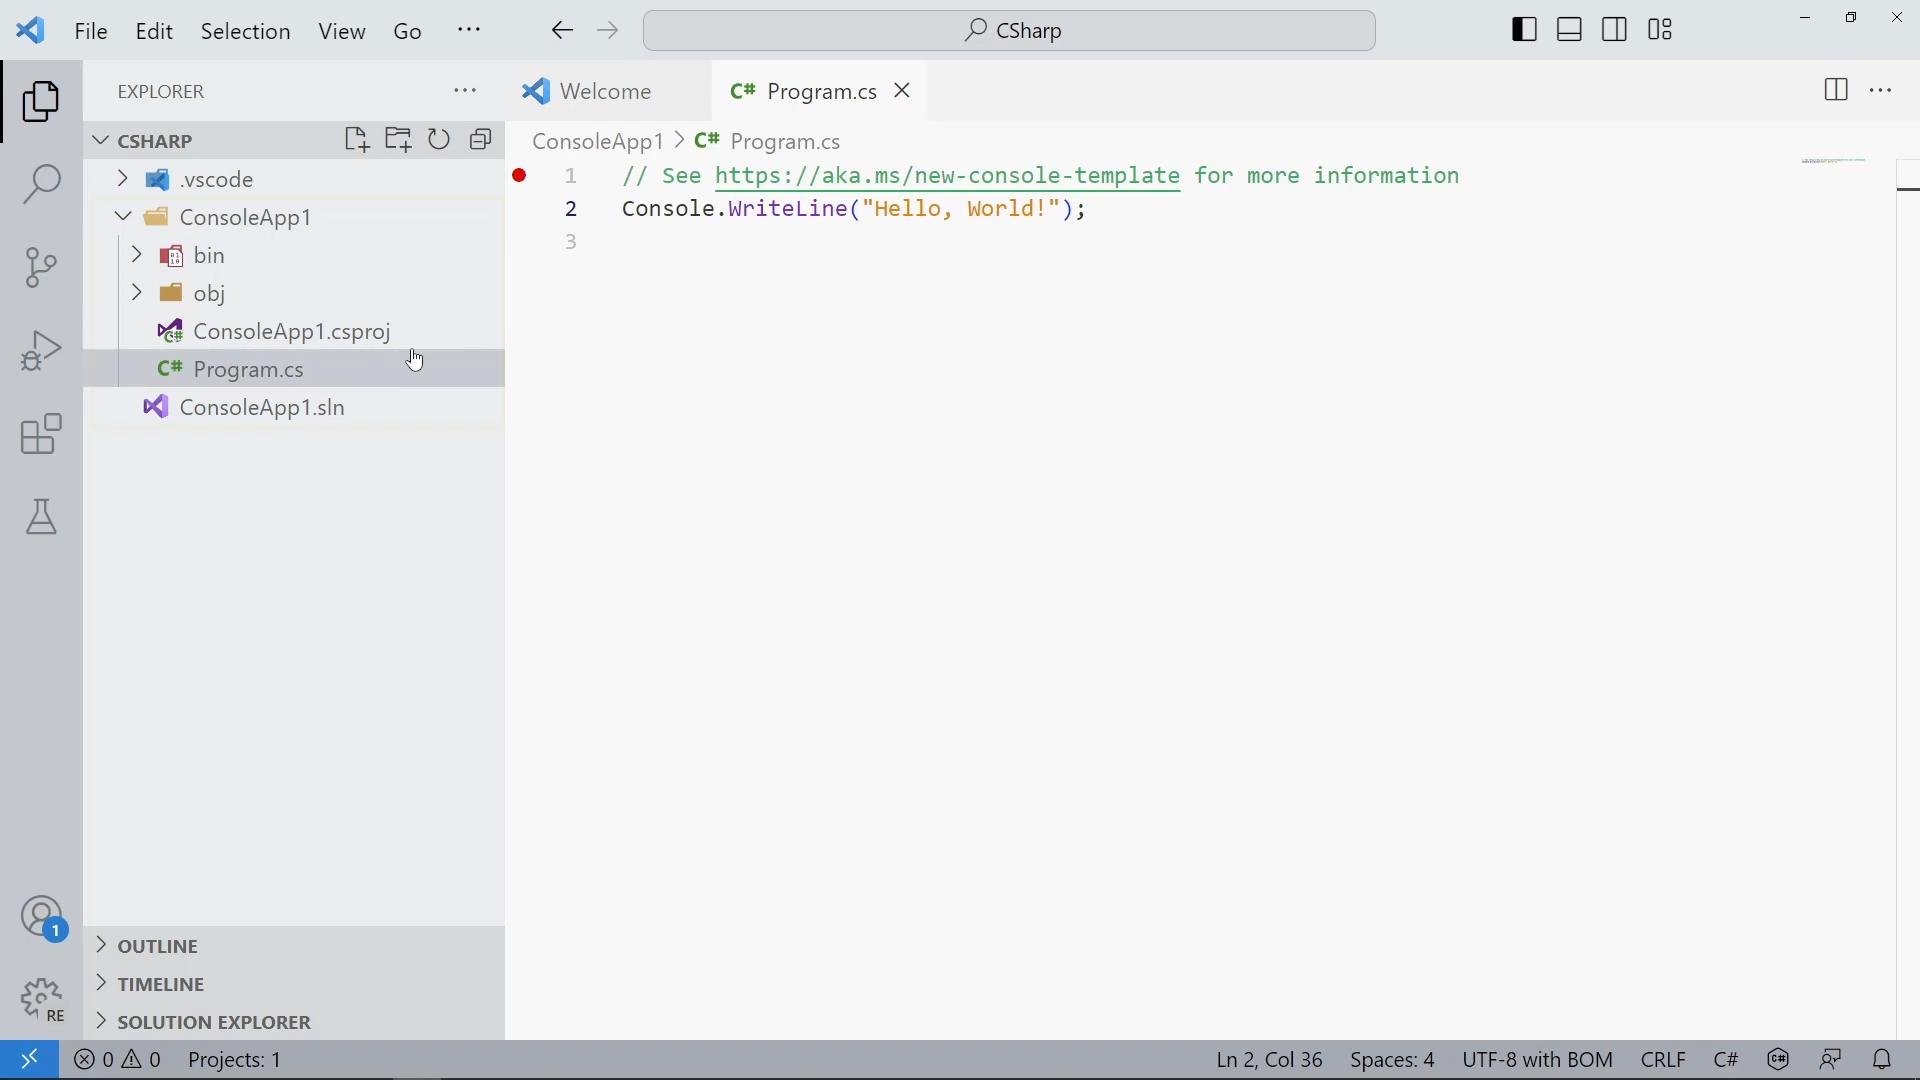 File Edit Selection View Go ··· CSharp
EXPLORER ···
Welcome C# Program.cs ···
CSHARP
ConsoleApp1 > C# Program.cs
.vscode
ConsoleApp1
bin
obj
ConsoleApp1.csproj
C# Program.cs
ConsoleApp1.sln
1 // See https://aka.ms/new-console-template for more information
2 Console.WriteLine("Hello, World!");
3
1
RE
OUTLINE
TIMELINE
SOLUTION EXPLORER
0 0 Projects: 1 Ln 2, Col 36 Spaces: 4 UTF-8 with BOM CRLF C#